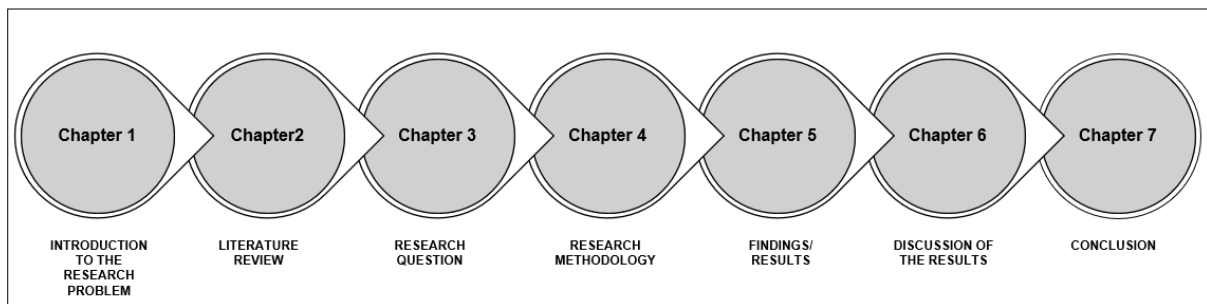 Chapter 1
Chapter2
Chapter 3
Chapter 4
Chapter 5
Chapter 6
Chapter 7
INTRODUCTION
TO THE
RESEARCH
PROBLEM
LITERATURE
REVIEW
RESEARCH
QUESTION
RESEARCH
METHODOLOGY
FINDINGS/
RESULTS
DISCUSSION OF
THE RESULTS
CONCLUSION